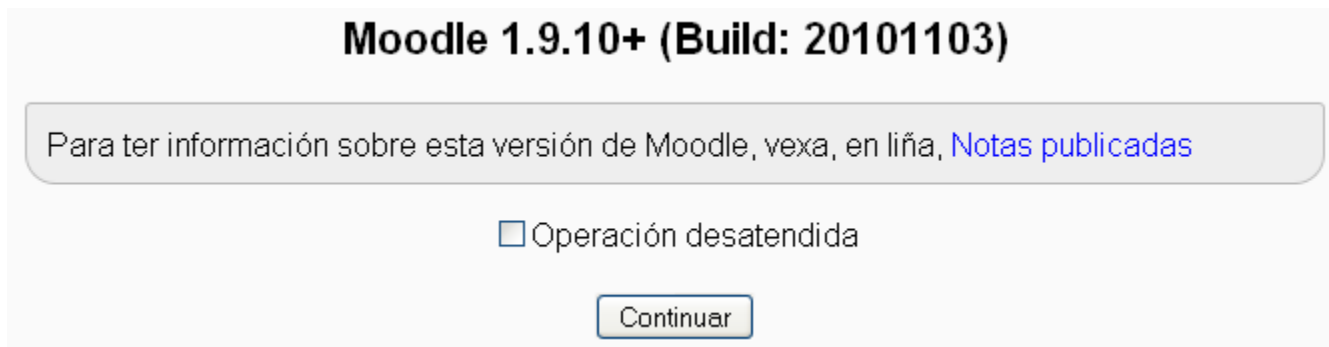 Moodle 1.9.10+ (Build: 20101103)
Para ter información sobre esta versión de Moodle, vexa, en liña, Notas publicadas
Operación desatendida
Continuar